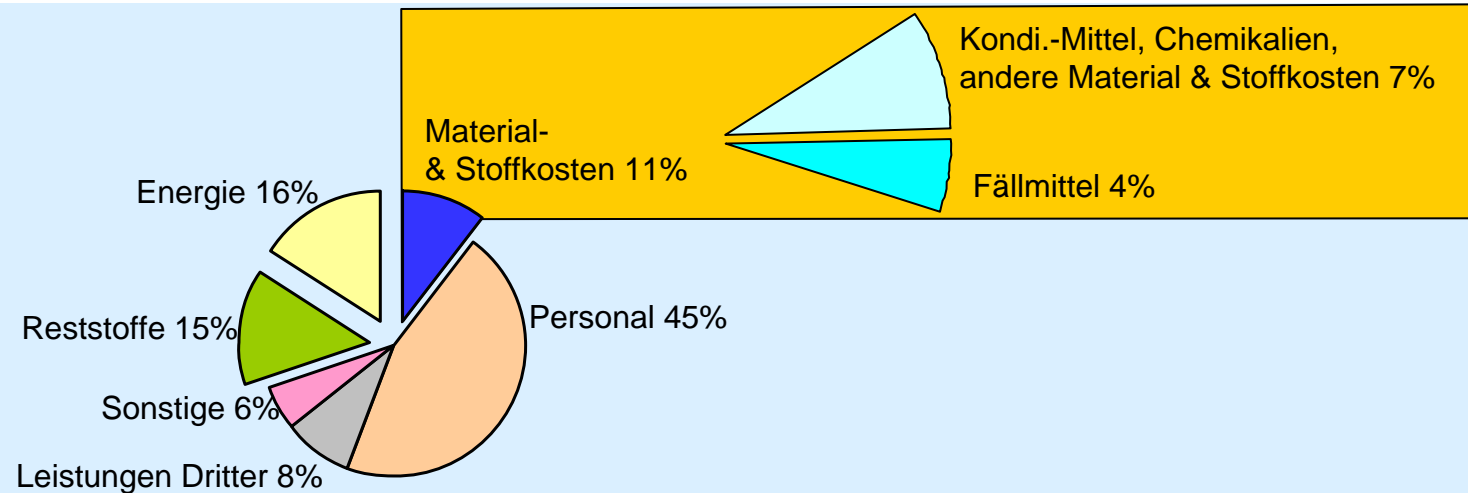 Kondi.-Mittel, Chemikalien,
andere Material & Stoffkosten 7%
Material-
& Stoffkosten 11%
Fällmittel 4%
Energie 16%
Personal 45%
Reststoffe 15%
Sonstige 6%
Leistungen Dritter 8%